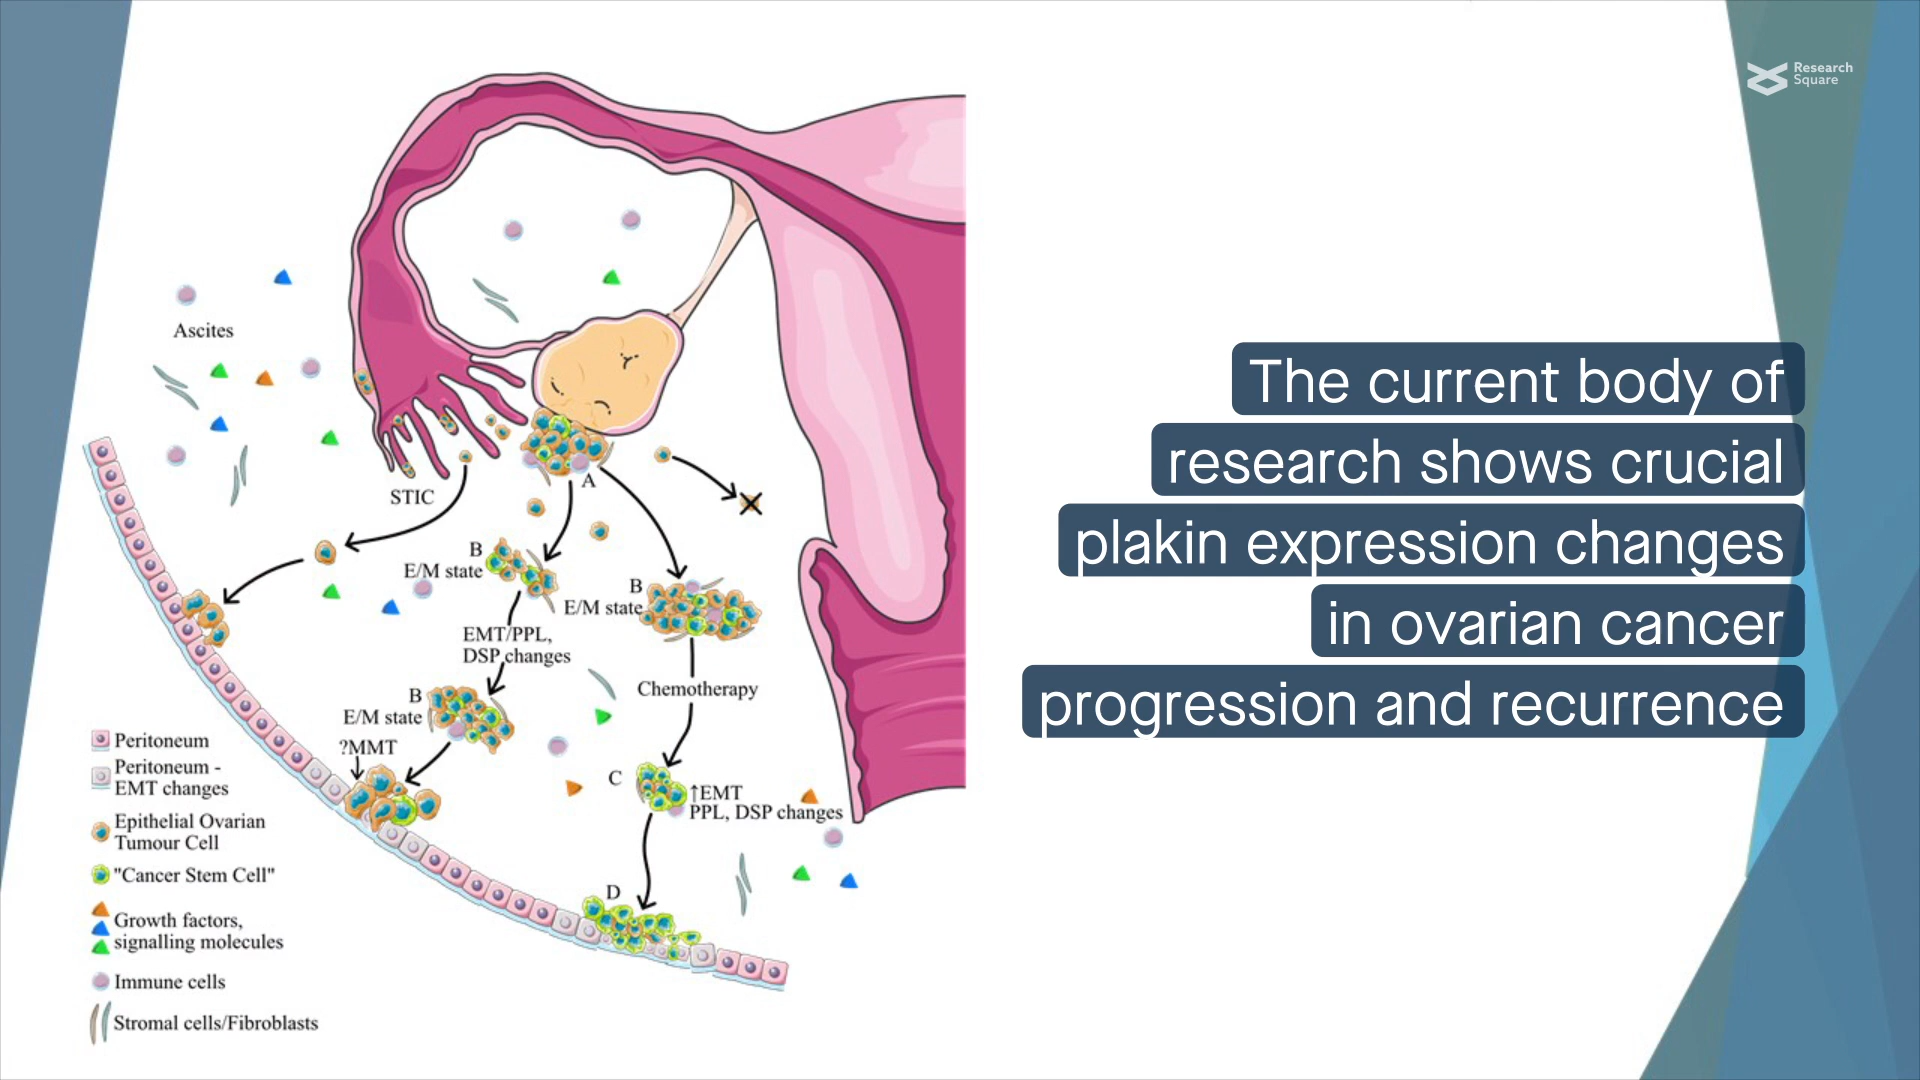 Research
Square
Ascites
STIC
A
B
E/M state
B
E/M state
EMT/PPL,
DSP changes
Chemotherapy
B
E/M state
?MMT
C
↑EMT
PPL, DSP changes
D
Peritoneum
Peritoneum -
EMT changes
Epithelial Ovarian
Tumour Cell
"Cancer Stem Cell"
Growth factors,
signalling molecules
Immune cells
Stromal cells/Fibroblasts
The current body of
research shows crucial
plakin expression changes
in ovarian cancer
progression and recurrence